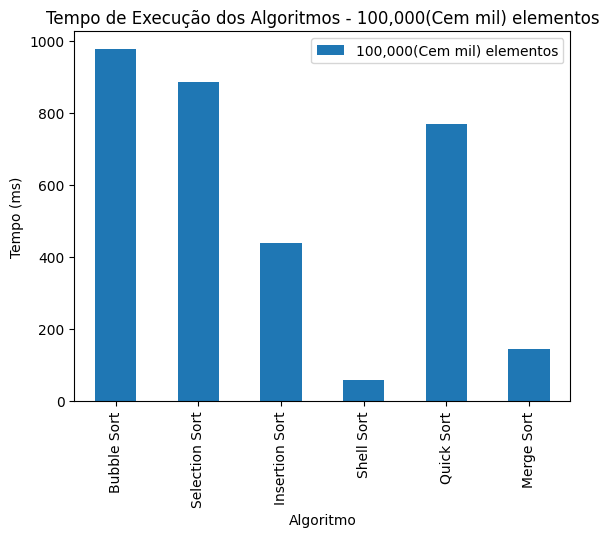 Tempo de Execução dos Algoritmos - 100,000(Cem mil) elementos
100,000(Cem mil) elementos
1000
800
600
400
200
0
Tempo (ms)
Bubble Sort
Selection Sort
Insertion Sort
Shell Sort
Quick Sort
Merge Sort
Algoritmo